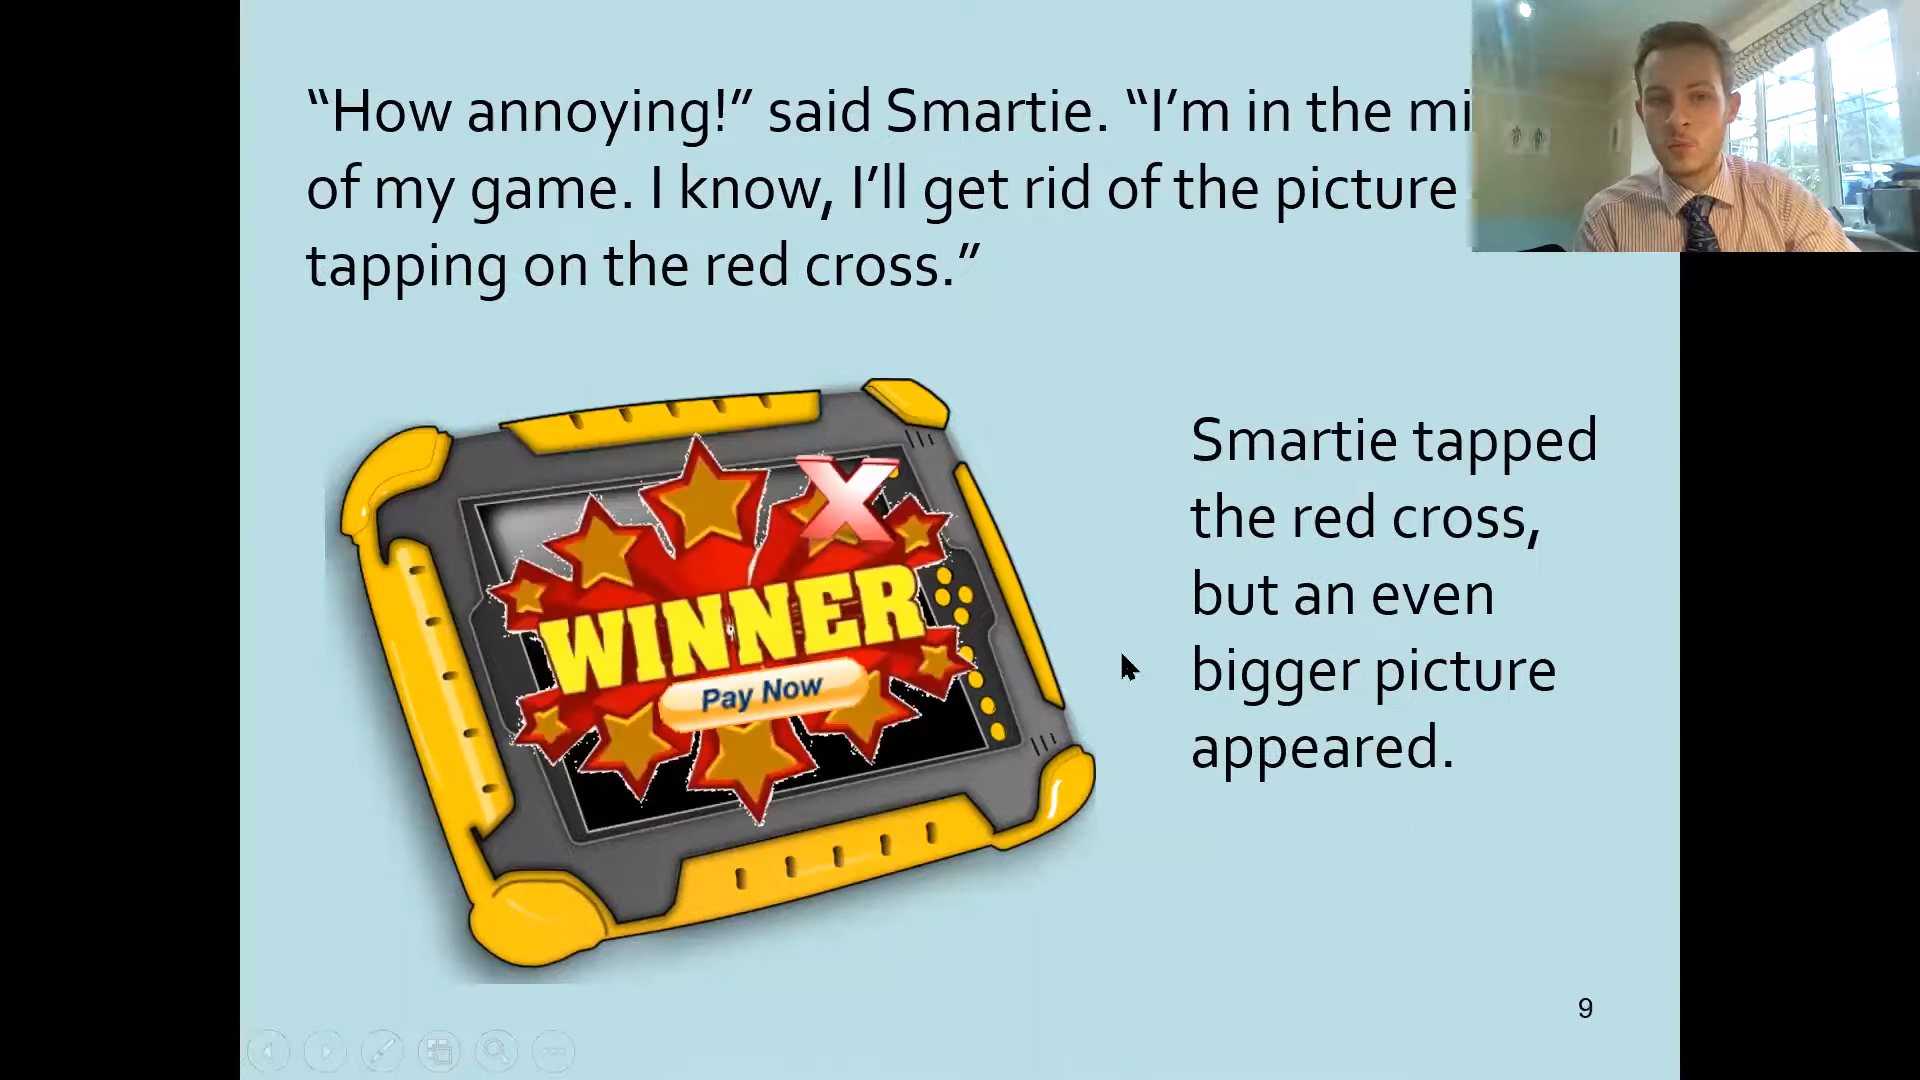 “How annoying!” said Smartie. “I’m in the mi
of my game. I know, I’ll get rid of the picture
tapping on the red cross.”
X
WINNER
Pay Now
Smartie tapped
the red cross,
but an even
bigger picture
appeared.
9